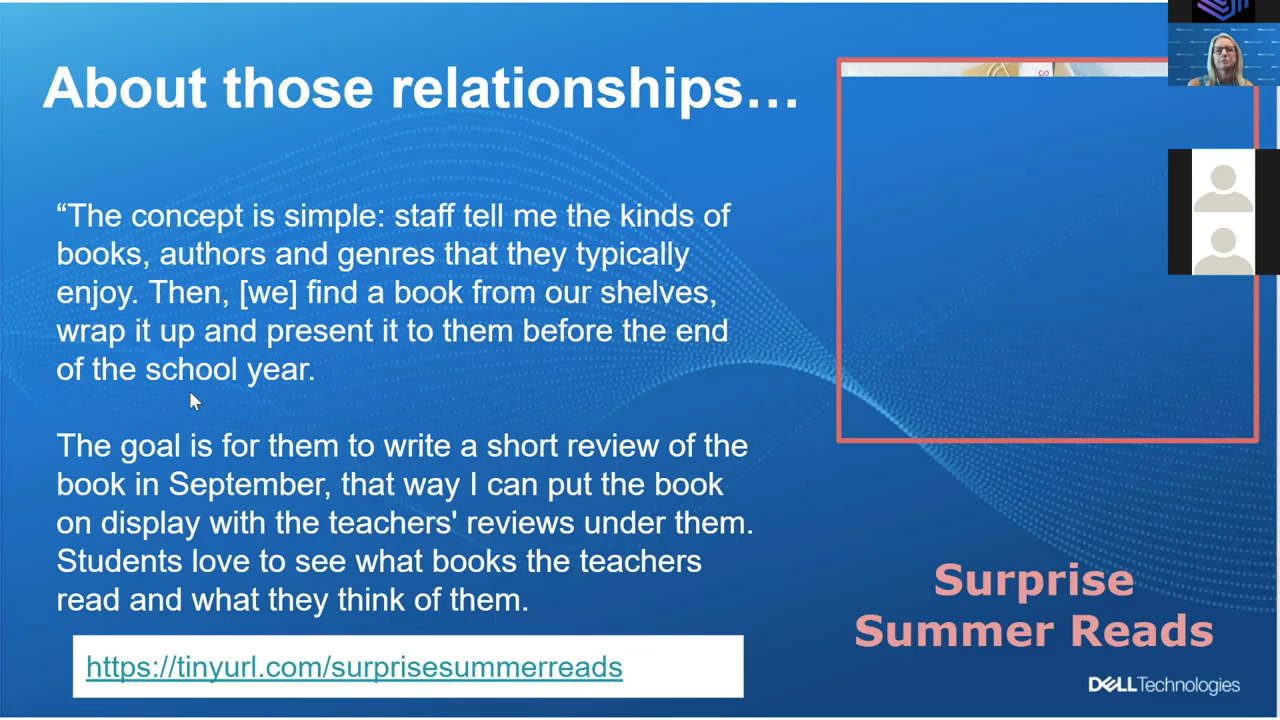 About those relationships…
“The concept is simple: staff tell me the kinds of
books, authors and genres that they typically
enjoy. Then, [we] find a book from our shelves,
wrap it up and present it to them before the end
of the school year.
The goal is for them to write a short review of the
book in September, that way I can put the book
on display with the teachers' reviews under them.
Students love to see what books the teachers
read and what they think of them.
https://tinyurl.com/surprisesummerreads
Surprise
Summer Reads
DELLTechnologies